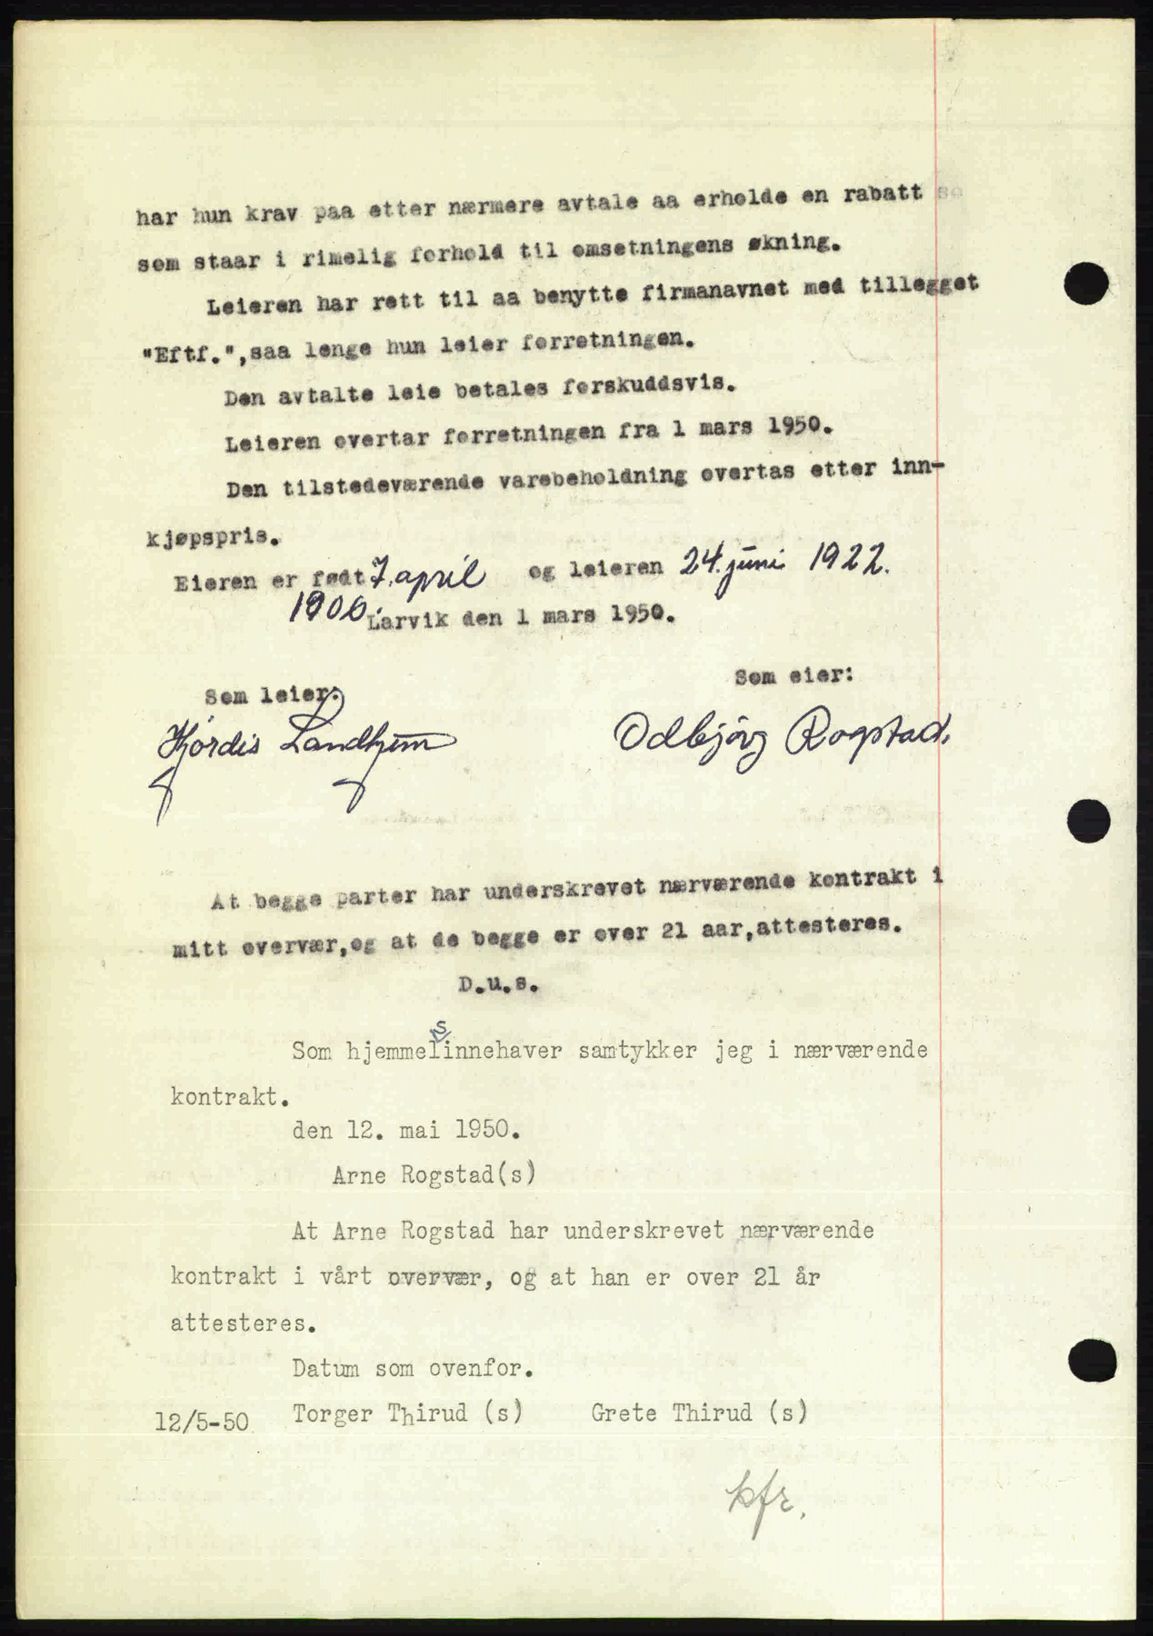 har hun krav paa etter nærmere avtale aa erholde en rabatt so
som staar i rimelig forhold til omsetningens økning.
Leieren har rett til aa benytte firmanavnet med tillegget
"Eftf.",saa lenge hun leier forretningen.
Den avtalte leie betales forskuddsvis.
Leieren overtar forretningen fra 1 mars 1950.
Den tilstedeværende varebeholdning overtas etter inn-
kjøpspris.
Eieren er født 7. april og leieren 24. juni 1922.
1906. Larvik den 1 mars 1950.
Som leier: Som eier:
Hjördis Landhjem Odbjörg Rogstad.
At begge parter har underskrevet nærværende kontrakt i
mitt overvær,og at de begge er over 21 aar,attesteres.
D.u.s.
Som hjemmelsinnehaver samtykker jeg i nærværende
kontrakt.
den 12. mai 1950.
Arne Rogstad(s)
At Arne Rogstad har underskrevet nærværende
kontrakt i vårt overvær, og at han er over 21 år
attesteres.
Datum som ovenfor.
12/5-50 Torger Thirud (s) Grete Thirud (s)
kfr.